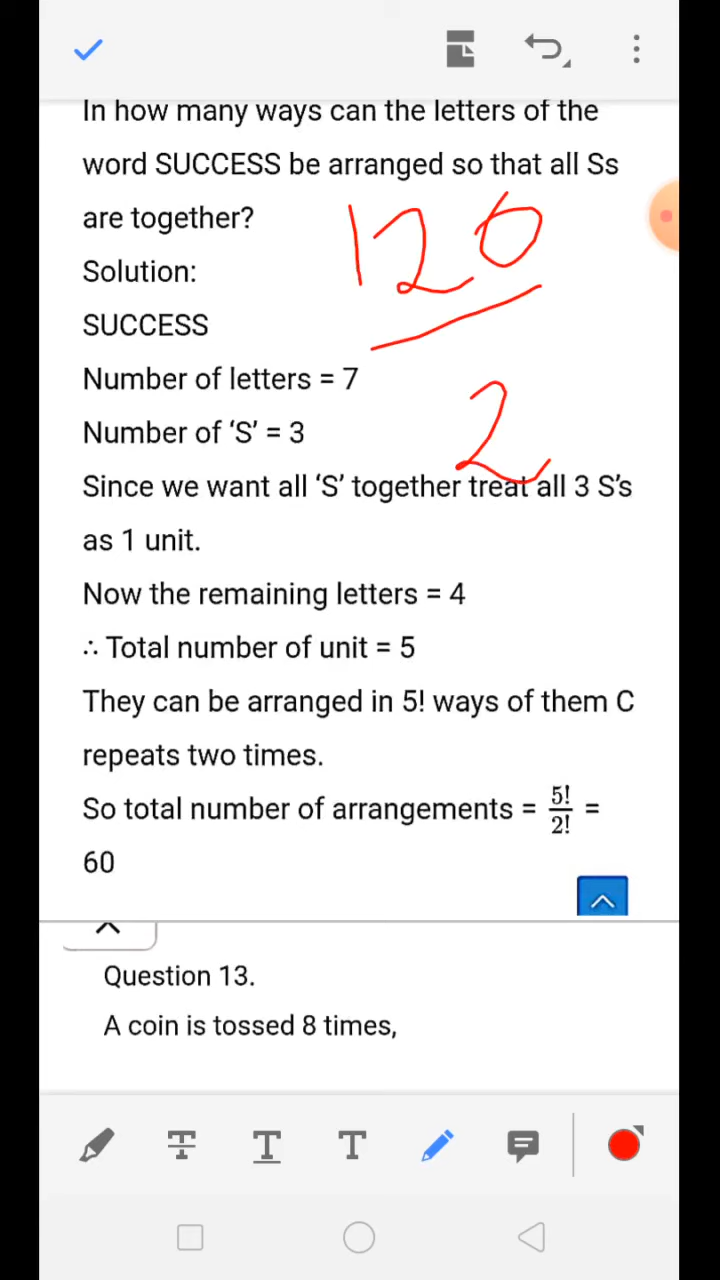 In how many ways can the letters of the
word SUCCESS be arranged so that all Ss
are together?
120
Solution:
SUCCESS
Number of letters = 7
2
Number of ‘S’ = 3
Since we want all ‘S’ together treat all 3 S’s
as 1 unit.
Now the remaining letters = 4
∴ Total number of unit = 5
They can be arranged in 5! ways of them C
repeats two times.
So total number of arrangements = 5!/2! =
60
Question 13.
A coin is tossed 8 times,
T
T
T